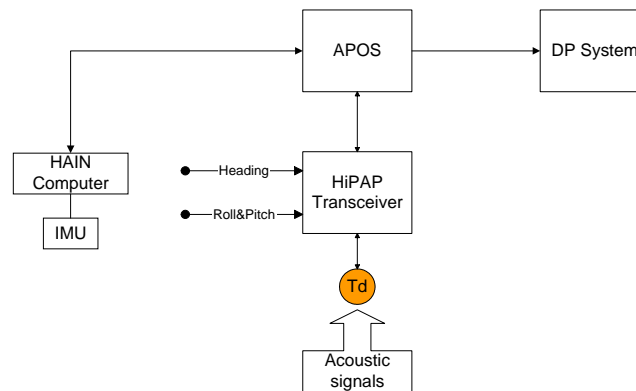 APOS
DP System
HAIN
Computer
IMU
Heading
Roll&Pitch
HiPAP
Transceiver
Td
Acoustic
signals